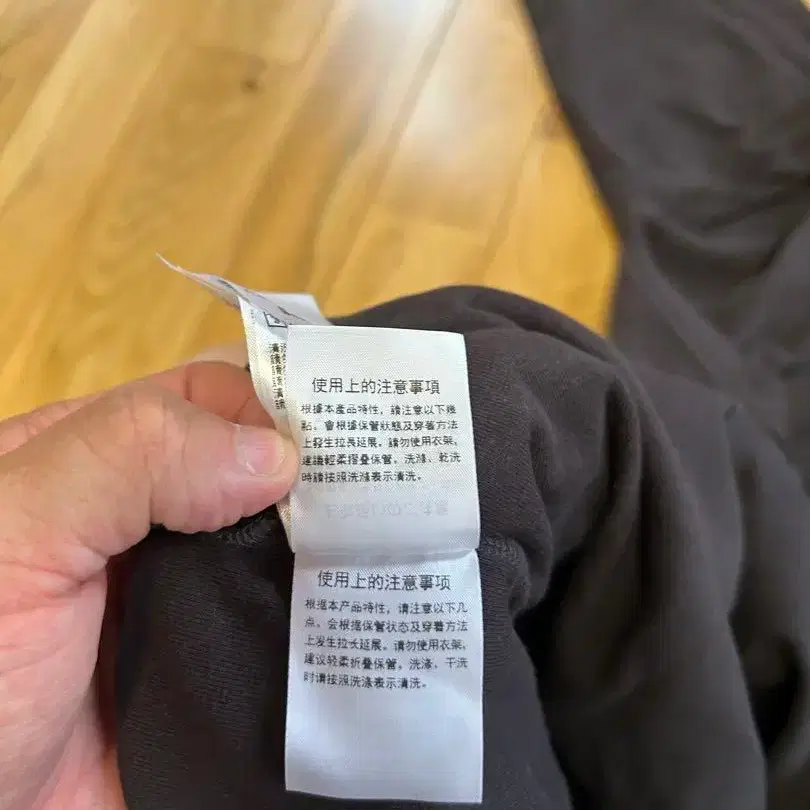 使用上的注意事項
根據本產品特性，請注意以下幾
點。會根據保管狀態及穿著方法
上發生拉長延展。請勿使用衣架，
建議輕柔摺疊保管。洗滌、乾洗
時請按照洗滌表示清洗。
使用上的注意事项
根据本产品特性，请注意以下几
点。会根据保管状态及穿着方法
上发生拉长延展。请勿使用衣架，
建议轻柔折叠保管。洗涤、干洗
时请按照洗涤表示清洗。